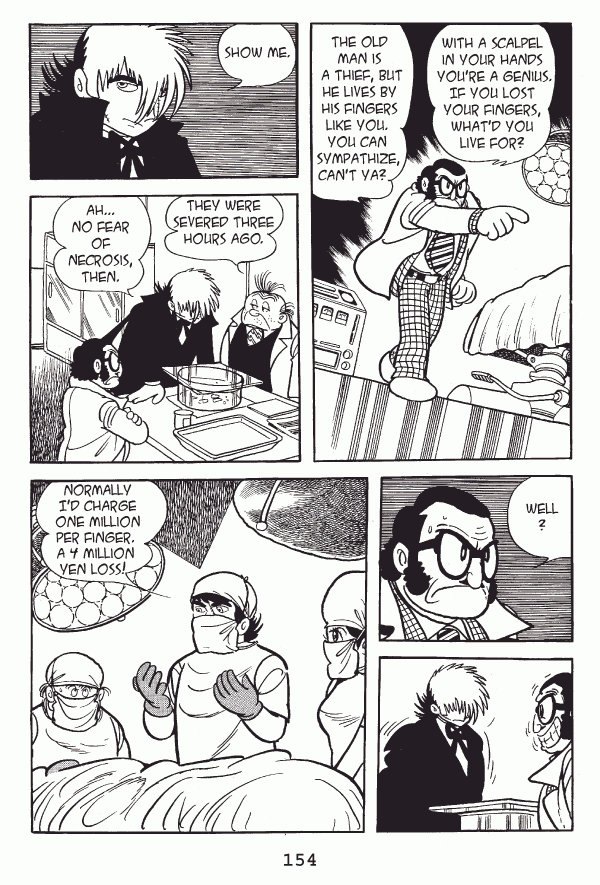 WITH A SCALPEL
IN YOUR HANDS
YOU'RE A GENIUS.
IF YOU LOST
YOUR FINGERS,
WHAT'D YOU
LIVE FOR?
THE OLD
MAN IS
A THIEF, BUT
HE LIVES BY
HIS FINGERS
LIKE YOU.
YOU CAN
SYMPATHIZE,
CAN'T YA?
SHOW ME.
THEY WERE
SEVERED THREE
HOURS AGO.
AH...
NO FEAR
OF
NECROSIS,
THEN.
WELL
?
NORMALLY
I'D CHARGE
ONE MILLION
PER FINGER.
A 4 MILLION
YEN LOSS!
154